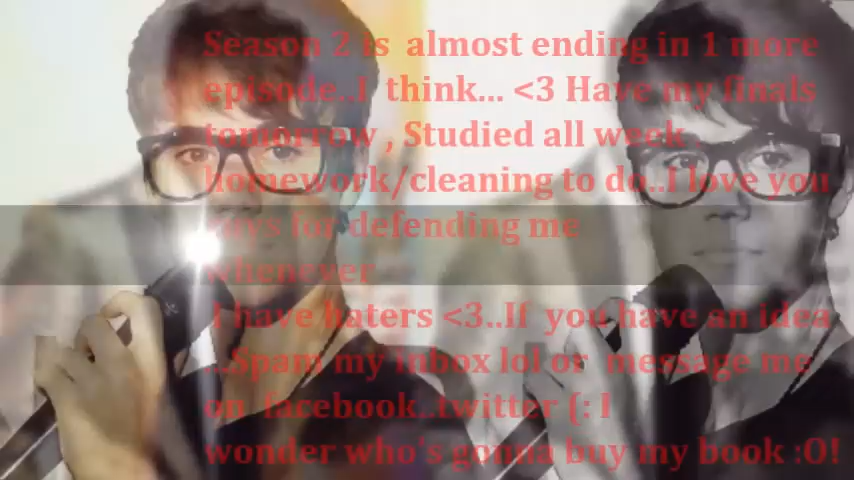 Season 2 is almost ending in 1 more
episode..I think... <3 Have my finals
tomorrow , Studied all week .
homework/cleaning to do..I love you
guys for defending me
whenever
I have haters <3..If you have an idea
...Spam my inbox lol or message me
on facebook..twitter (: I
wonder who's gonna buy my book :O!